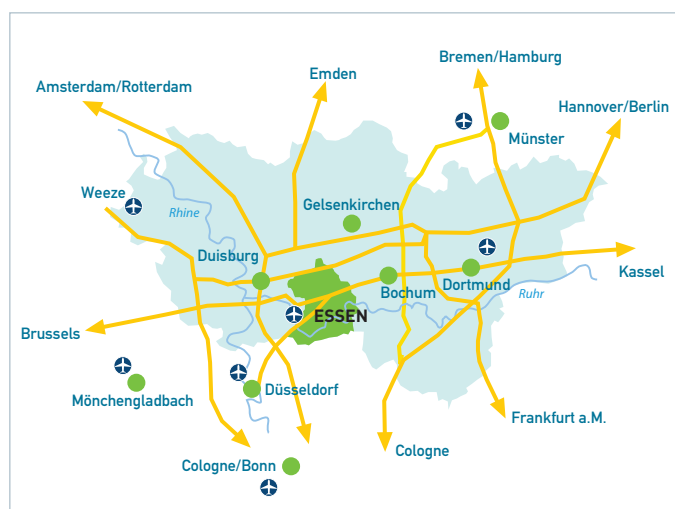 Bremen/Hamburg
Emden
Amsterdam/Rotterdam
Hannover/Berlin
Münster
Weeze
Gelsenkirchen
Rhine
Duisburg
Kassel
Bochum
Dortmund
Ruhr
ESSEN
Brussels
Düsseldorf
Mönchengladbach
Frankfurt a.M.
Cologne
Cologne/Bonn